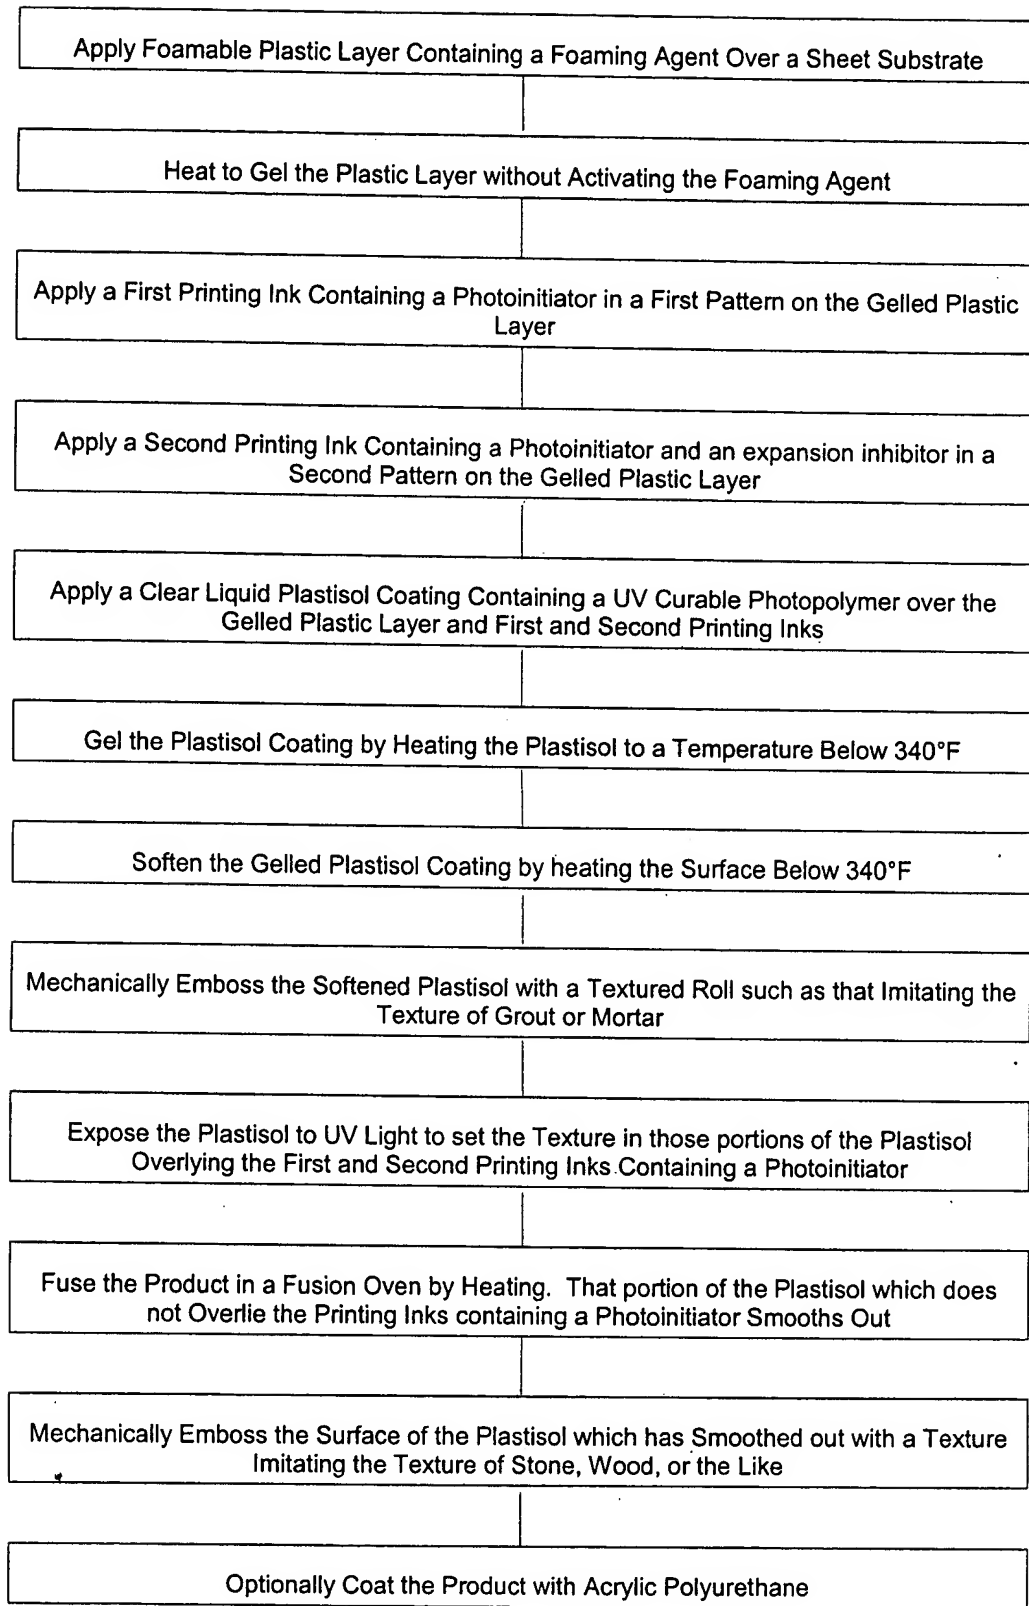 Apply Foamable Plastic Layer Containing a Foaming Agent Over a Sheet Substrate
Heat to Gel the Plastic Layer without Activating the Foaming Agent
Apply a First Printing Ink Containing a Photoinitiator in a First Pattern on the Gelled Plastic
Layer
Apply a Second Printing Ink Containing a Photoinitiator and an expansion inhibitor in a
Second Pattern on the Gelled Plastic Layer
Apply a Clear Liquid Plastisol Coating Containing a UV Curable Photopolymer over the
Gelled Plastic Layer and First and Second Printing Inks
Gel the Plastisol Coating by Heating the Plastisol to a Temperature Below 340°F
Soften the Gelled Plastisol Coating by heating the Surface Below 340°F
Mechanically Emboss the Softened Plastisol with a Textured Roll such as that Imitating the
Texture of Grout or Mortar
Expose the Plastisol to UV Light to set the Texture in those portions of the Plastisol
Overlying the First and Second Printing Inks Containing a Photoinitiator
Fuse the Product in a Fusion Oven by Heating. That portion of the Plastisol which does
not Overlie the Printing Inks containing a Photoinitiator Smooths Out
Mechanically Emboss the Surface of the Plastisol which has Smoothed out with a Texture
Imitating the Texture of Stone, Wood, or the Like
Optionally Coat the Product with Acrylic Polyurethane